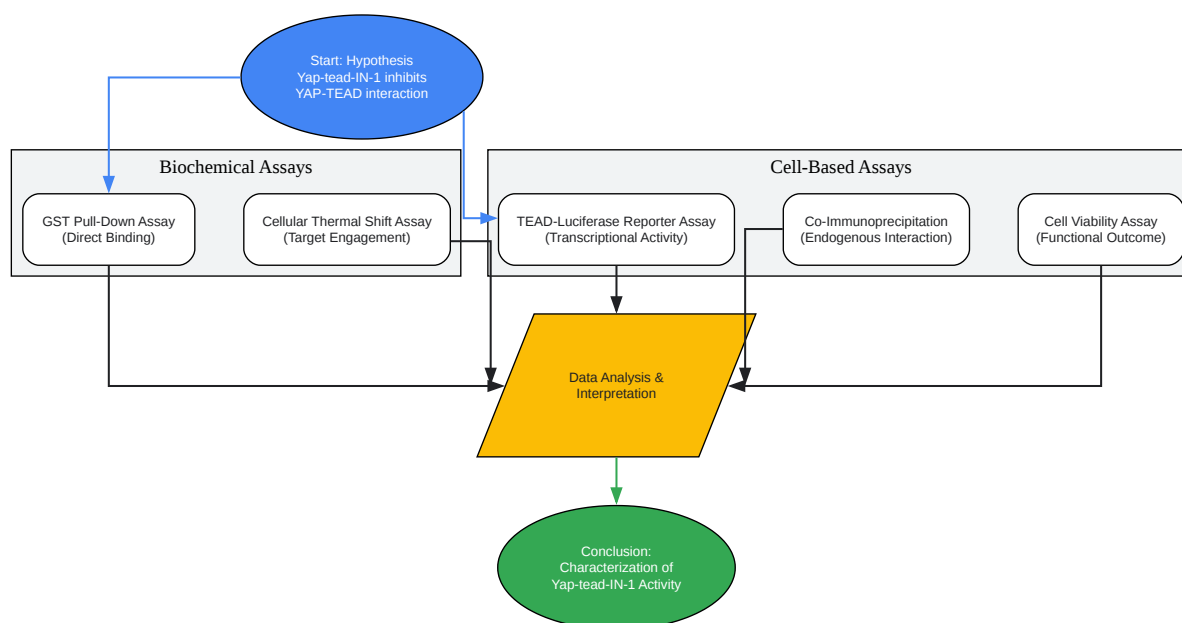 Start: Hypothesis
Yap-tead-IN-1 inhibits
YAP-TEAD interaction
Biochemical Assays
GST Pull-Down Assay
(Direct Binding)
Cellular Thermal Shift Assay
(Target Engagement)
Cell-Based Assays
TEAD-Luciferase Reporter Assay
(Transcriptional Activity)
Co-Immunoprecipitation
(Endogenous Interaction)
Cell Viability Assay
(Functional Outcome)
Data Analysis &
Interpretation
Conclusion:
Characterization of
Yap-tead-IN-1 Activity